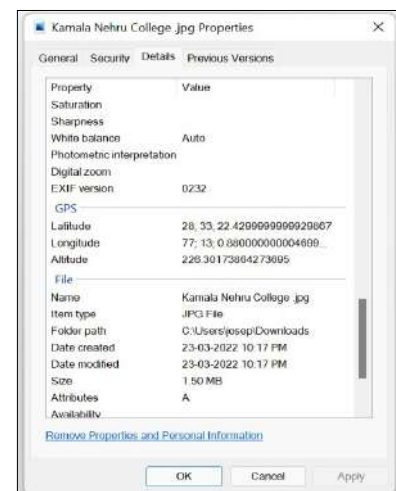 Kamala Nehru College .jpg Properties
General Security Details Previous Versions
Property Value
Saturation
Sharpness
White balance Auto
Photometric interpretation
Digital zoom
EXIF version 0232
GPS
Latitude 28; 33; 22.4299999999929867
Longitude 77; 13; 0.880000000004699...
Altitude 226.30173864273695
File
Name Kamala Nehru College .jpg
Item type JPG File
Folder path C:\Users\josep\Downloads
Date created 23-03-2022 10:17 PM
Date modified 23-03-2022 10:17 PM
Size 1.50 MB
Attributes A
Availability
Remove Properties and Personal Information
OK Cancel Apply